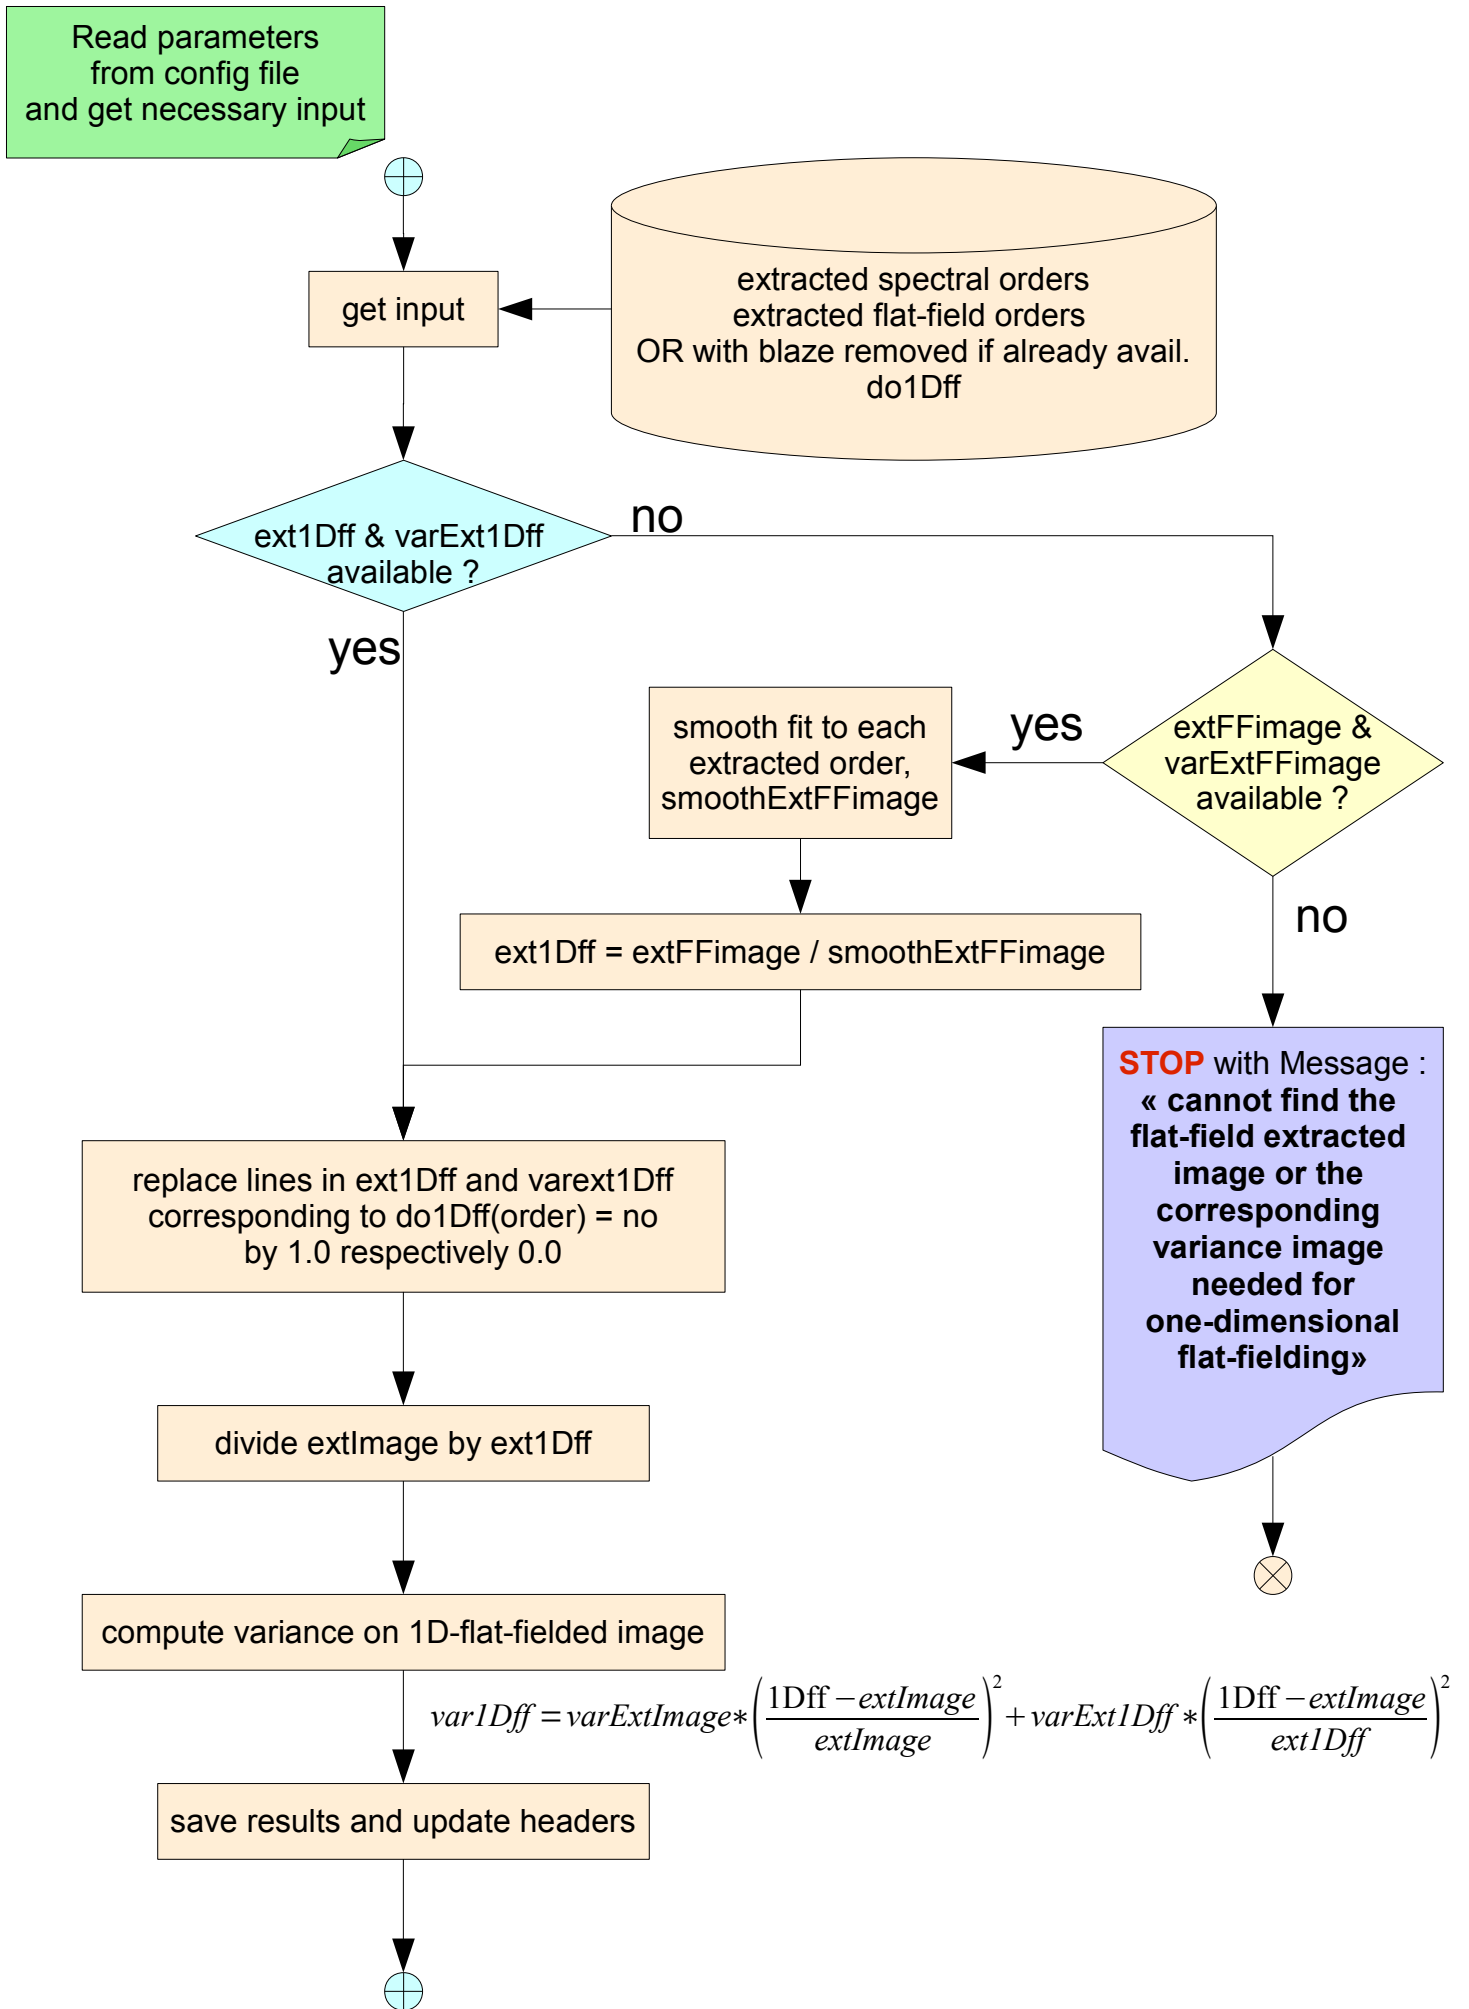 Read parameters
from config file
and get necessary input
get input
extracted spectral orders
extracted flat-field orders
OR with blaze removed if already avail.
do1Dff
ext1Dff & varExt1Dff
available ?
no
yes
smooth fit to each
extracted order,
smoothExtFFimage
yes
extFFimage &
varExtFFimage
available ?
no
ext1Dff = extFFimage / smoothExtFFimage
STOP with Message :
« cannot find the
flat-field extracted
image or the
corresponding
variance image
needed for
one-dimensional
flat-fielding»
replace lines in ext1Dff and varext1Dff
corresponding to do1Dff(order) = no
by 1.0 respectively 0.0
divide extImage by ext1Dff
compute variance on 1D-flat-fielded image
var1Dff = varExtImage∗((1Dff−extImage)/extImage)² + varExt1Dff∗((1Dff−extImage)/ext1Dff)²
save results and update headers